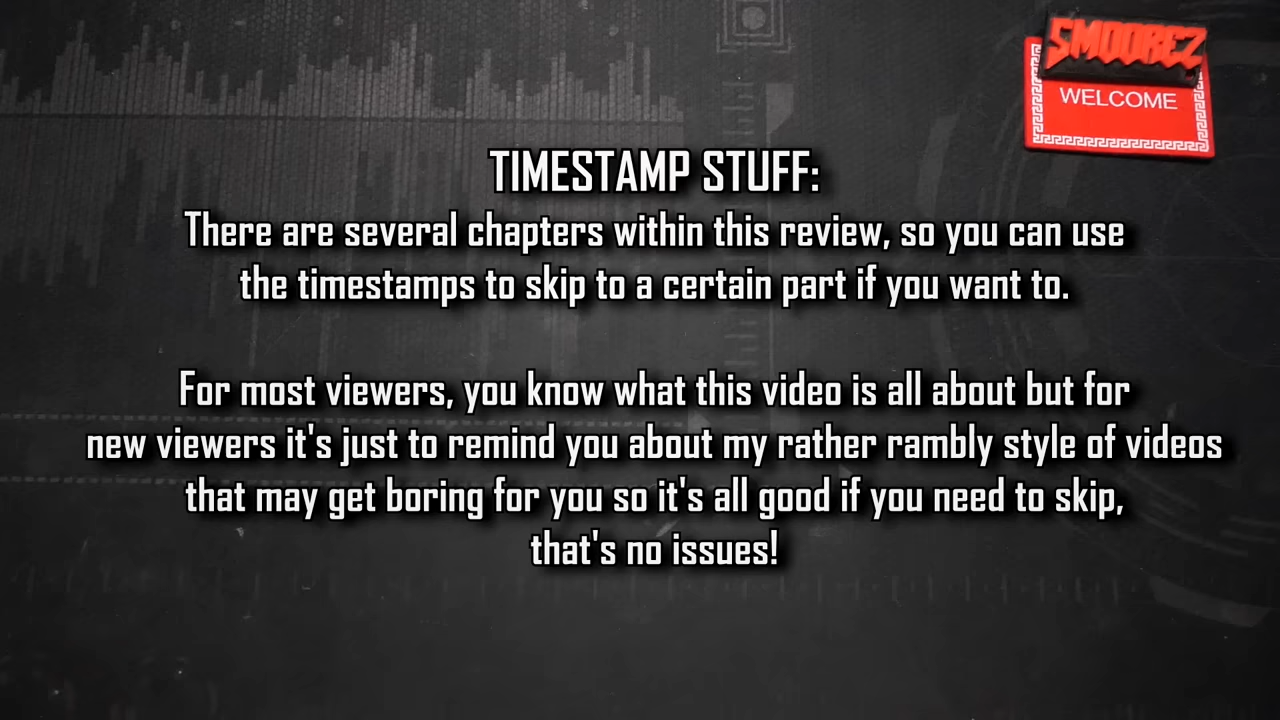 SMOOREZ
WELCOME
TIMESTAMP STUFF:
There are several chapters within this review, so you can use
the timestamps to skip to a certain part if you want to.
For most viewers, you know what this video is all about but for
new viewers it's just to remind you about my rather rambly style of videos
that may get boring for you so it's all good if you need to skip,
that's no issues!